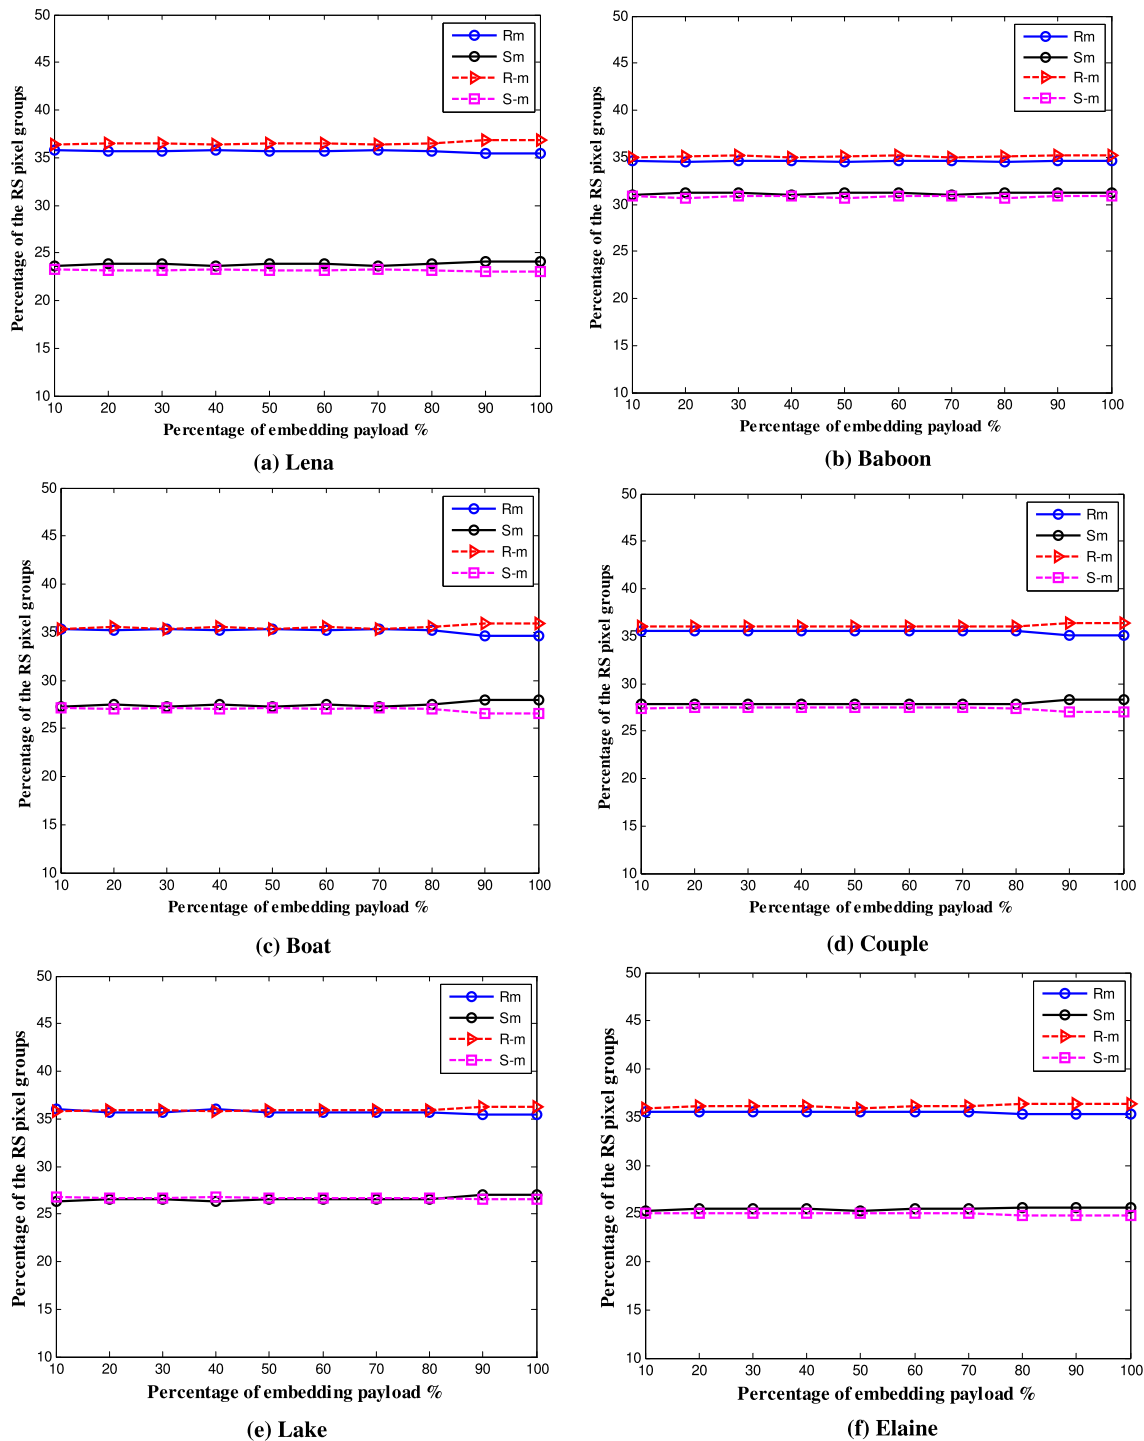 50
45
40
35
30
25
20
15
10
10 20 30 40 50 60 70 80 90 100
Percentage of the RS pixel groups
Percentage of embedding payload %
Rm
Sm
R-m
S-m
(a) Lena
50
45
40
35
30
25
20
15
10
10 20 30 40 50 60 70 80 90 100
Percentage of the RS pixel groups
Percentage of embedding payload %
Rm
Sm
R-m
S-m
(b) Baboon
50
45
40
35
30
25
20
15
10
10 20 30 40 50 60 70 80 90 100
Percentage of the RS pixel groups
Percentage of embedding payload %
Rm
Sm
R-m
S-m
(c) Boat
50
45
40
35
30
25
20
15
10
10 20 30 40 50 60 70 80 90 100
Percentage of the RS pixel groups
Percentage of embedding payload %
Rm
Sm
R-m
S-m
(d) Couple
50
45
40
35
30
25
20
15
10
10 20 30 40 50 60 70 80 90 100
Percentage of the RS pixel groups
Percentage of embedding payload %
Rm
Sm
R-m
S-m
(e) Lake
50
45
40
35
30
25
20
15
10
10 20 30 40 50 60 70 80 90 100
Percentage of the RS pixel groups
Percentage of embedding payload %
Rm
Sm
R-m
S-m
(f) Elaine